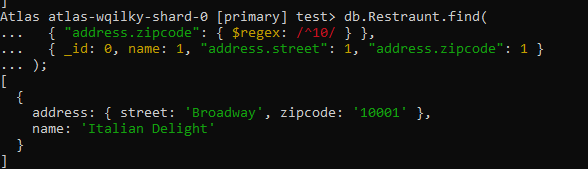 ]
Atlas atlas-wqilky-shard-0 [primary] test> db.Restraunt.find(
...   { "address.zipcode": { $regex: /^10/ } },
...   { _id: 0, name: 1, "address.street": 1, "address.zipcode": 1 }
... );
[
  {
    address: { street: 'Broadway', zipcode: '10001' },
    name: 'Italian Delight'
  }
]